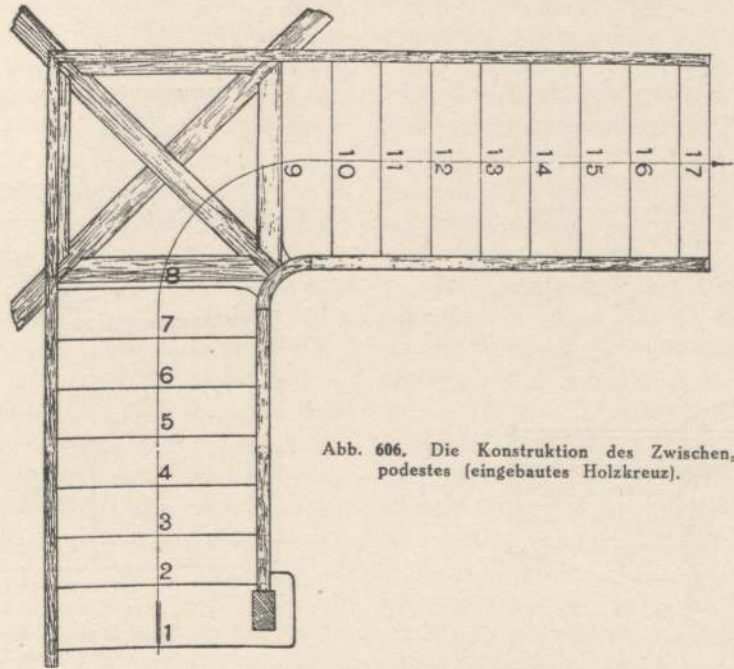 9 10 11 12 13 14 15 16 17
8
7
6
5
4
3
2
1
Abb. 606. Die Konstruktion des Zwischen,
podestes (eingebautes Holzkreuz).